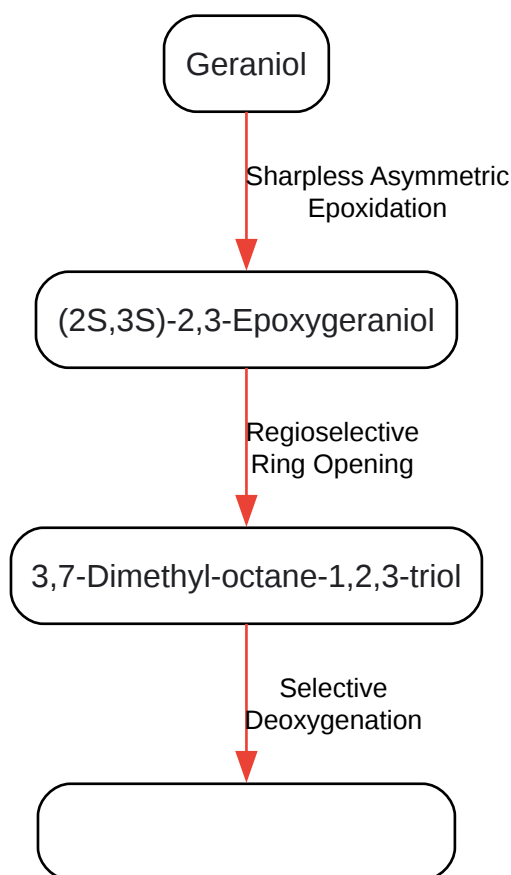 Geraniol
Sharpless Asymmetric
Epoxidation
(2S,3S)-2,3-Epoxygeraniol
Regioselective
Ring Opening
3,7-Dimethyl-octane-1,2,3-triol
Selective
Deoxygenation